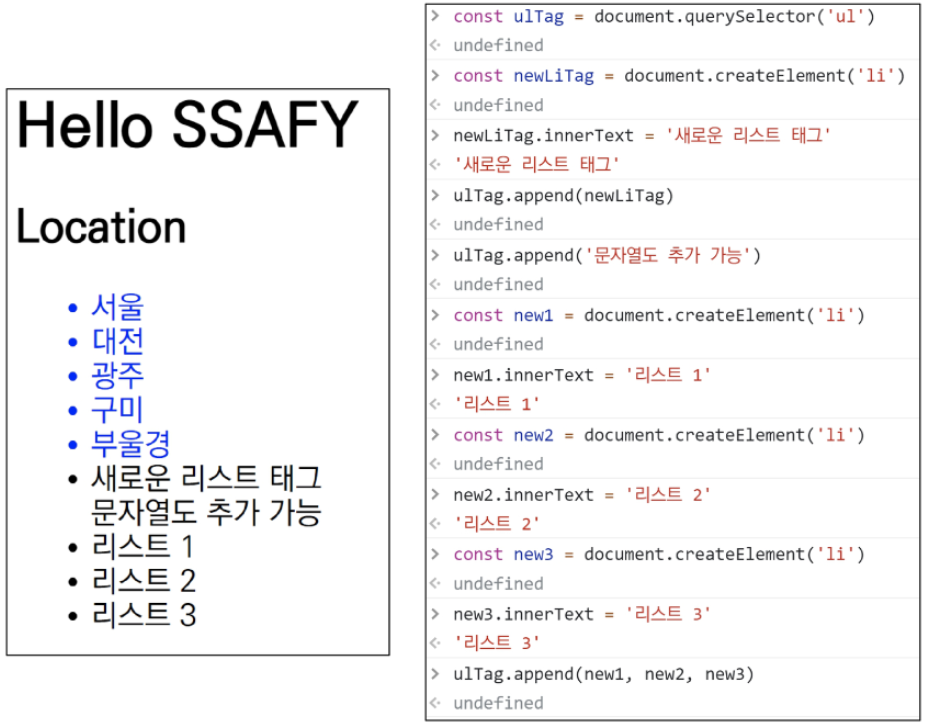 Hello SSAFY
Location
• 서울
• 대전
• 광주
• 구미
• 부울경
• 새로운 리스트 태그
문자열도 추가 가능
• 리스트 1
• 리스트 2
• 리스트 3
> const ulTag = document.querySelector('ul')
<· undefined
> const newLiTag = document.createElement('li')
<· undefined
> newLiTag.innerText = '새로운 리스트 태그'
<· '새로운 리스트 태그'
> ulTag.append(newLiTag)
<· undefined
> ulTag.append('문자열도 추가 가능')
<· undefined
> const new1 = document.createElement('li')
<· undefined
> new1.innerText = '리스트 1'
<· '리스트 1'
> const new2 = document.createElement('li')
<· undefined
> new2.innerText = '리스트 2'
<· '리스트 2'
> const new3 = document.createElement('li')
<· undefined
> new3.innerText = '리스트 3'
<· '리스트 3'
> ulTag.append(new1, new2, new3)
<· undefined